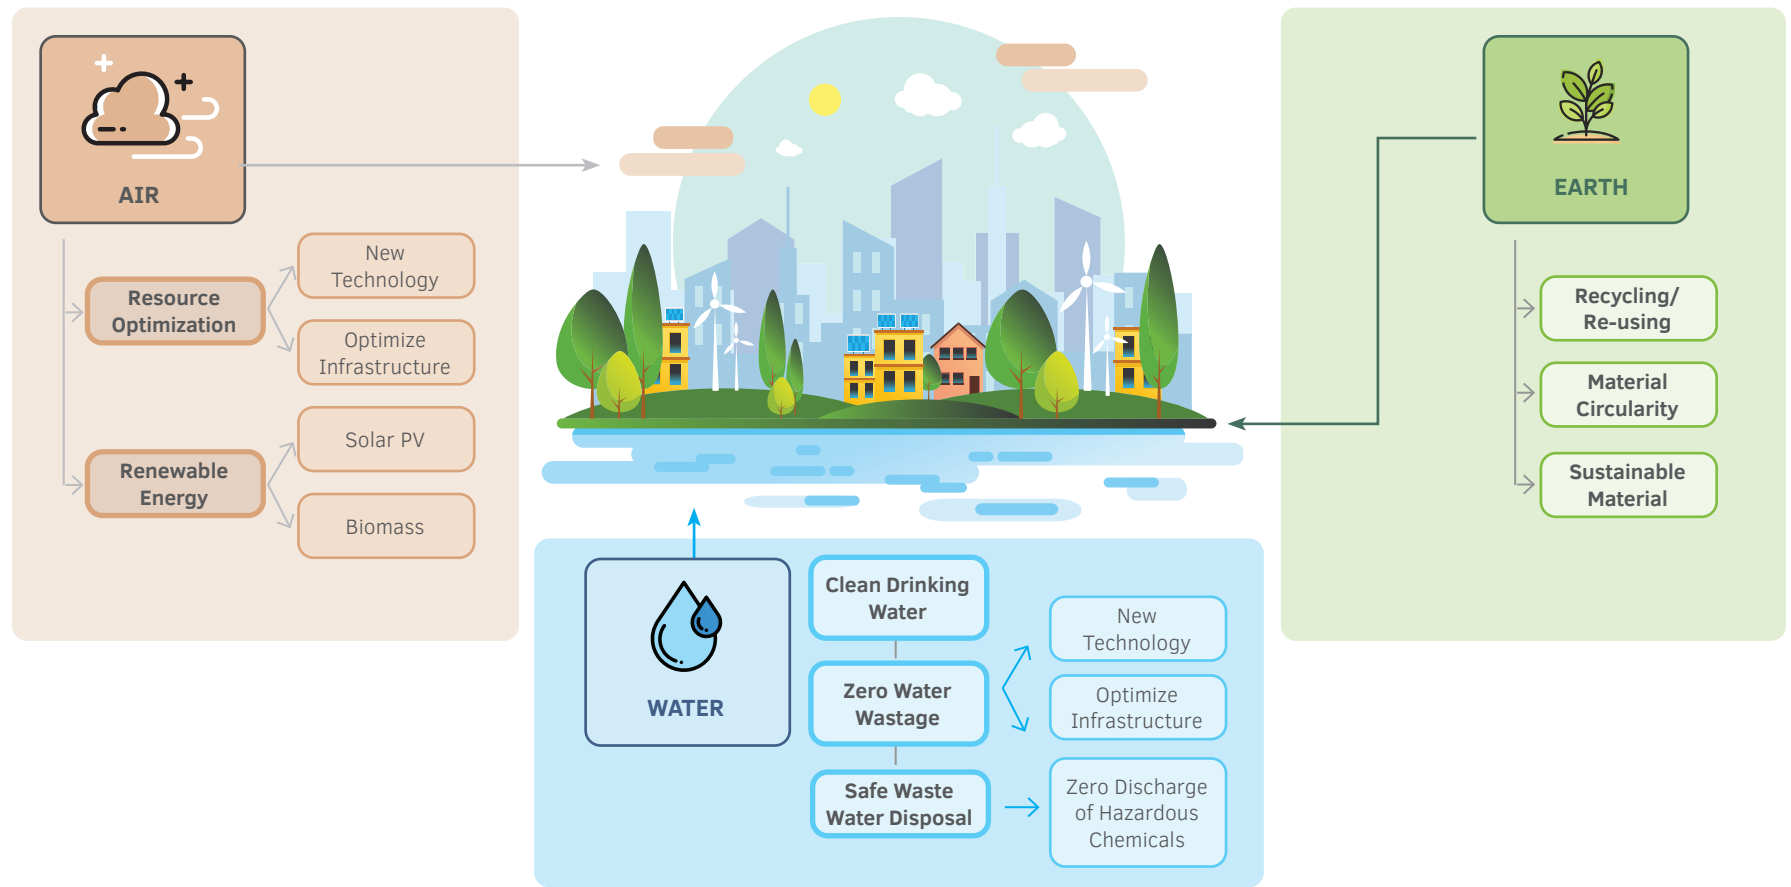 AIR
Resource
Optimization
New
Technology
Optimize
Infrastructure
Renewable
Energy
Solar PV
Biomass
EARTH
Recycling/
Re-using
Material
Circularity
Sustainable
Material
WATER
Clean Drinking
Water
Zero Water
Wastage
New
Technology
Optimize
Infrastructure
Safe Waste
Water Disposal
Zero Discharge
of Hazardous
Chemicals